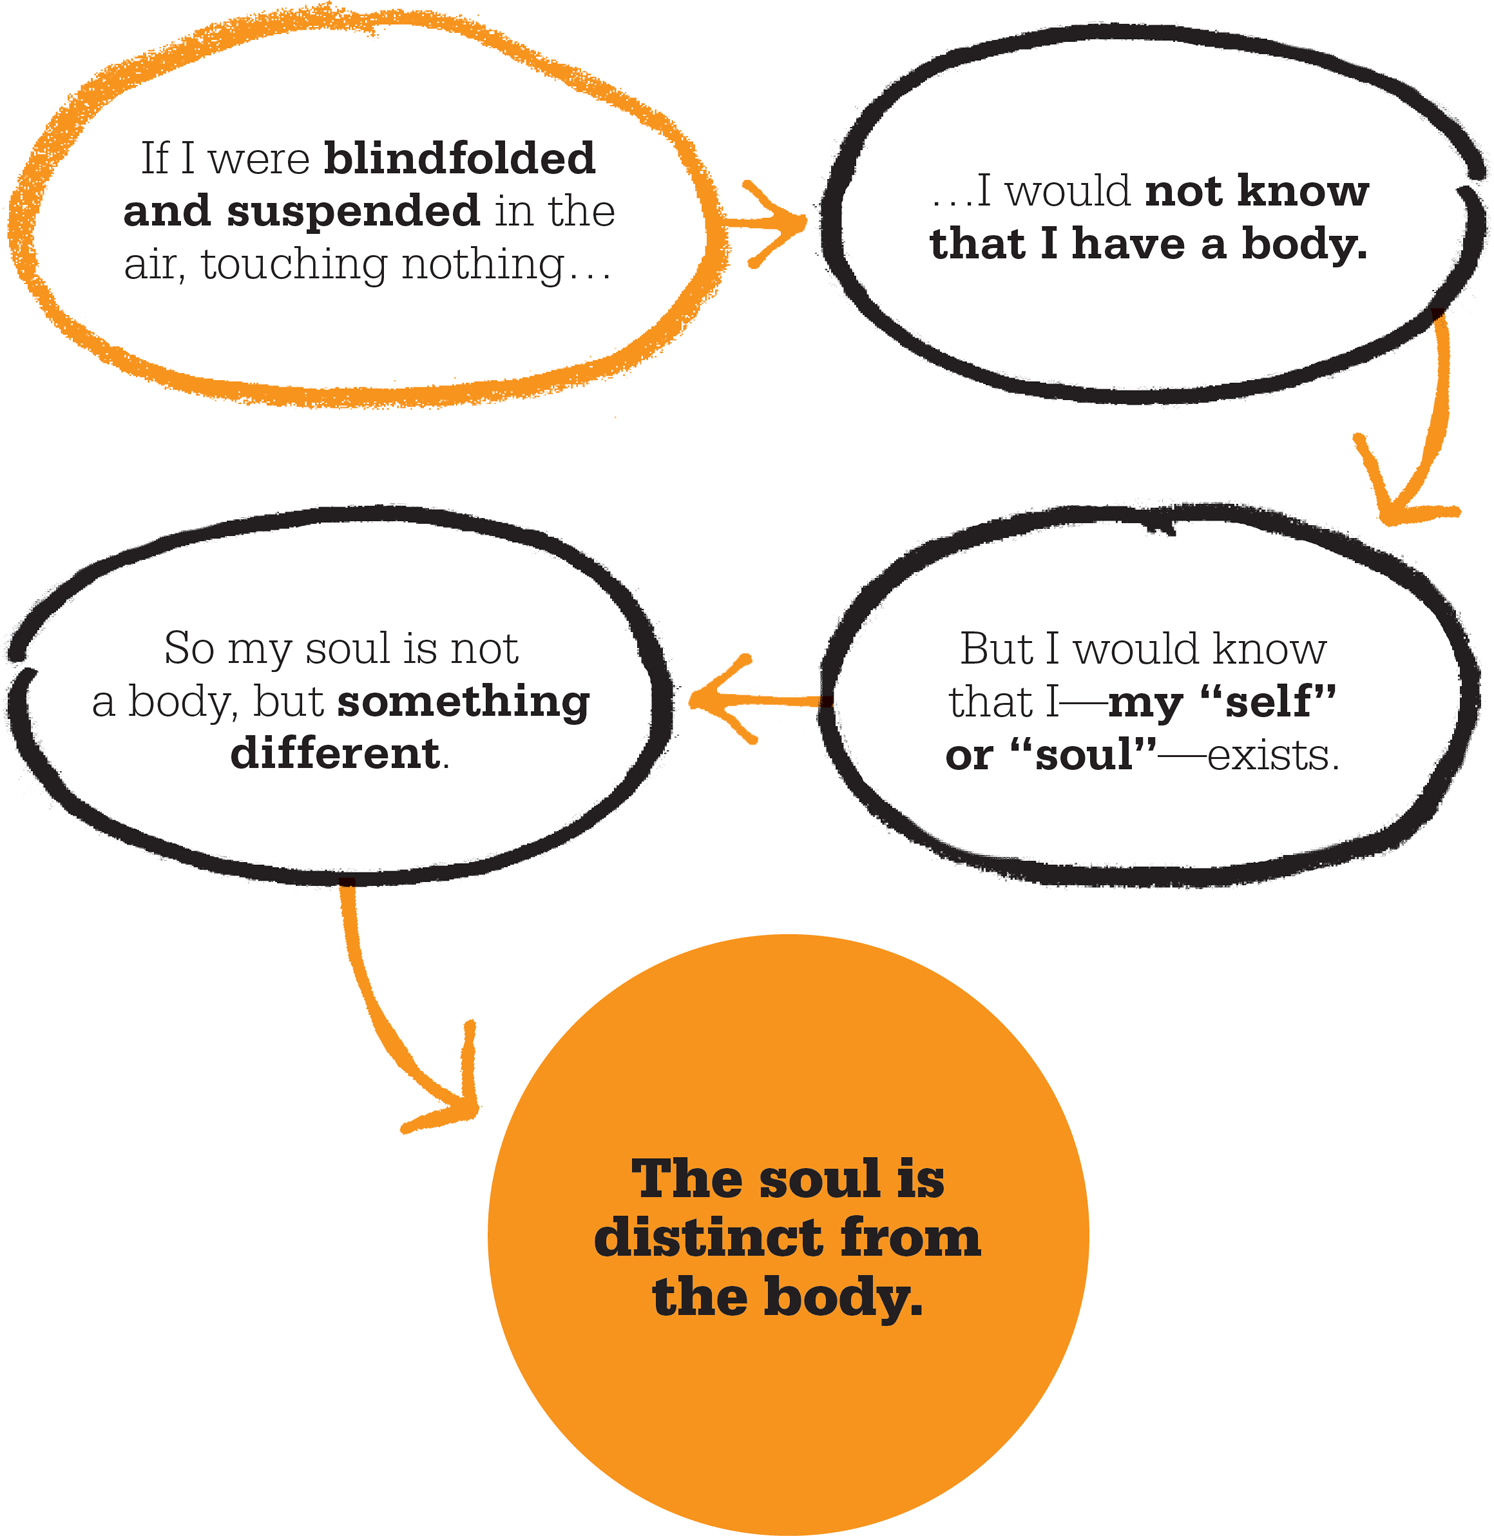 If I were blindfolded
and suspended in the
air, touching nothing…
…I would not know
that I have a body.
But I would know
that I—my “self”
or “soul”—exists.
So my soul is not
a body, but something
different.
The soul is
distinct from
the body.